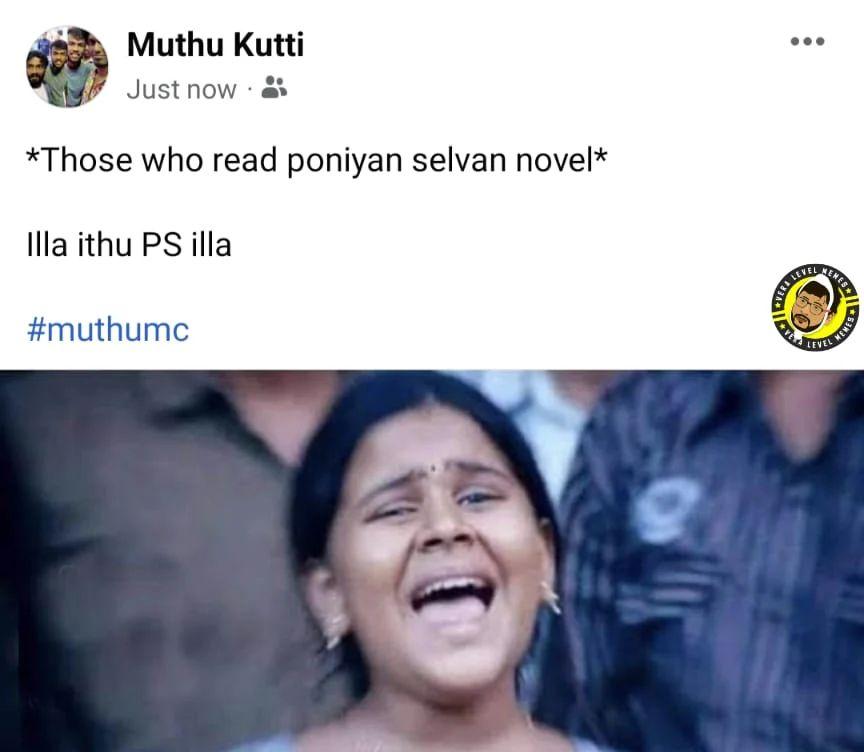 Muthu Kutti
Just now ·
*Those who read poniyan selvan novel*
Illa ithu PS illa
#muthumc
VERA LEVEL MEMES
VERA LEVEL MEMES